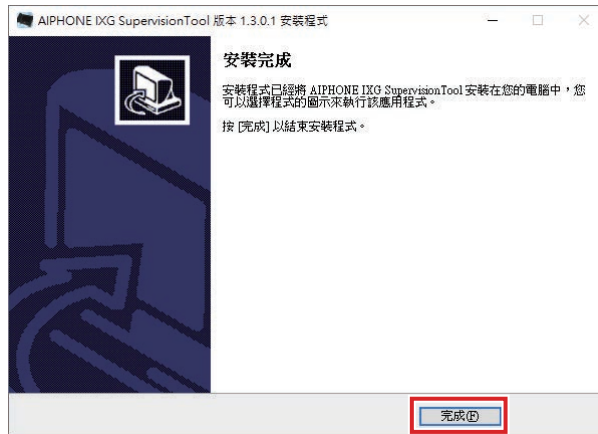 AIPHONE IXG SupervisionTool 版本 1.3.0.1 安裝程式
安裝完成
安裝程式已經將 AIPHONE IXG SupervisionTool 安裝在您的電腦中，您
可以選擇程式的圖示來執行該應用程式。
按 [完成] 以結束安裝程式。
完成(F)